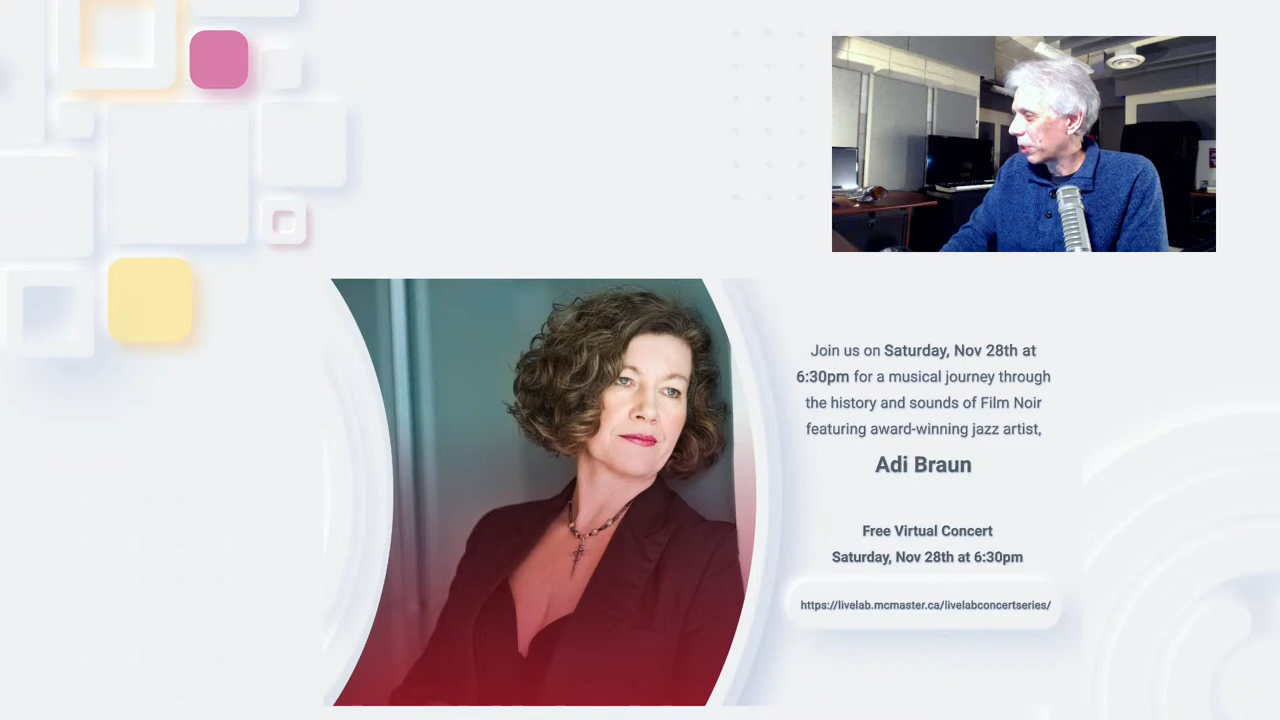 Join us on Saturday, Nov 28th at
6:30pm for a musical journey through
the history and sounds of Film Noir
featuring award-winning jazz artist,
Adi Braun
Free Virtual Concert
Saturday, Nov 28th at 6:30pm
https://livelab.mcmaster.ca/livelabconcertseries/